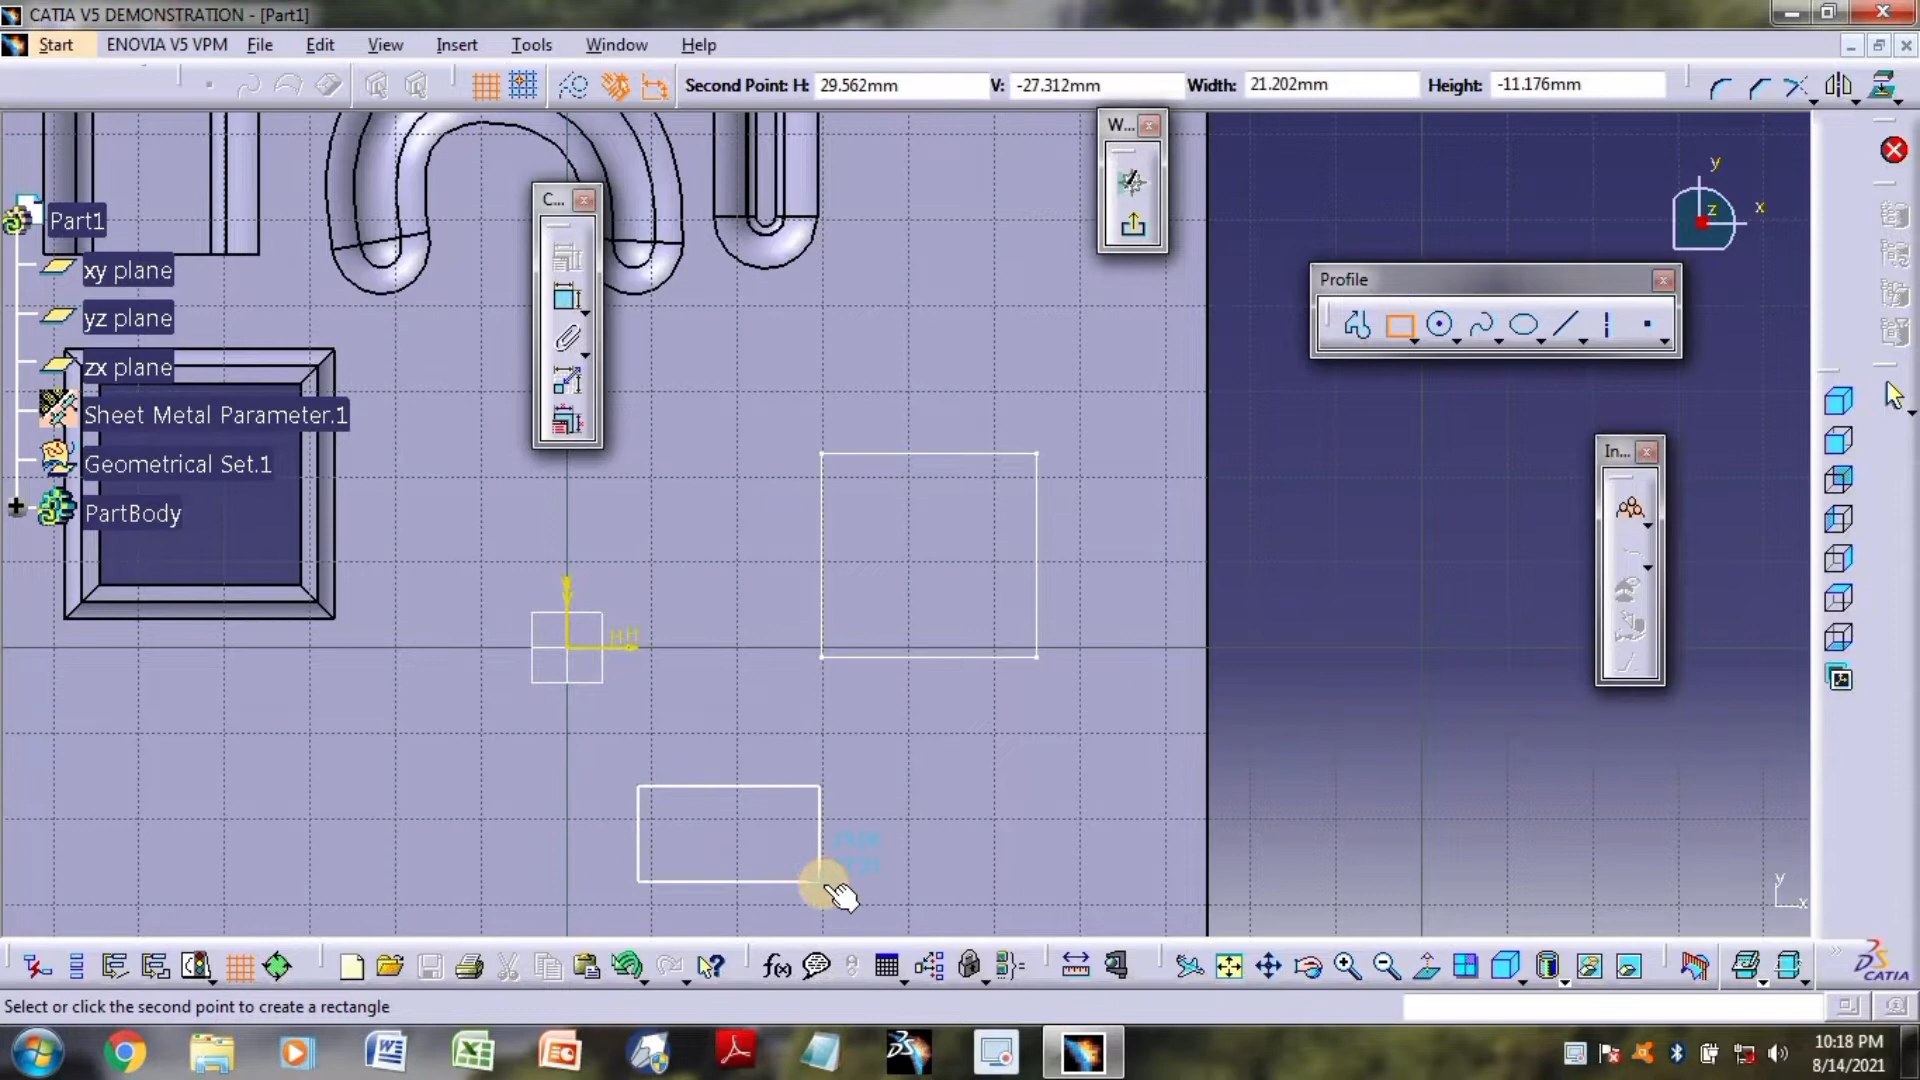 CATIA V5 DEMONSTRATION - [Part1]
Start ENOVIA V5 VPM File Edit View Insert Tools Window Help
Second Point: H: 29.562mm V: -27.312mm Width: 21.202mm Height: -11.176mm
W...
C...
y
z
x
Part1
xy plane
yz plane
zx plane
Sheet Metal Parameter.1
Geometrical Set.1
PartBody
Profile
In...
H H
y
x
f(x)
CATIA
Select or click the second point to create a rectangle
10:18 PM
8/14/2021